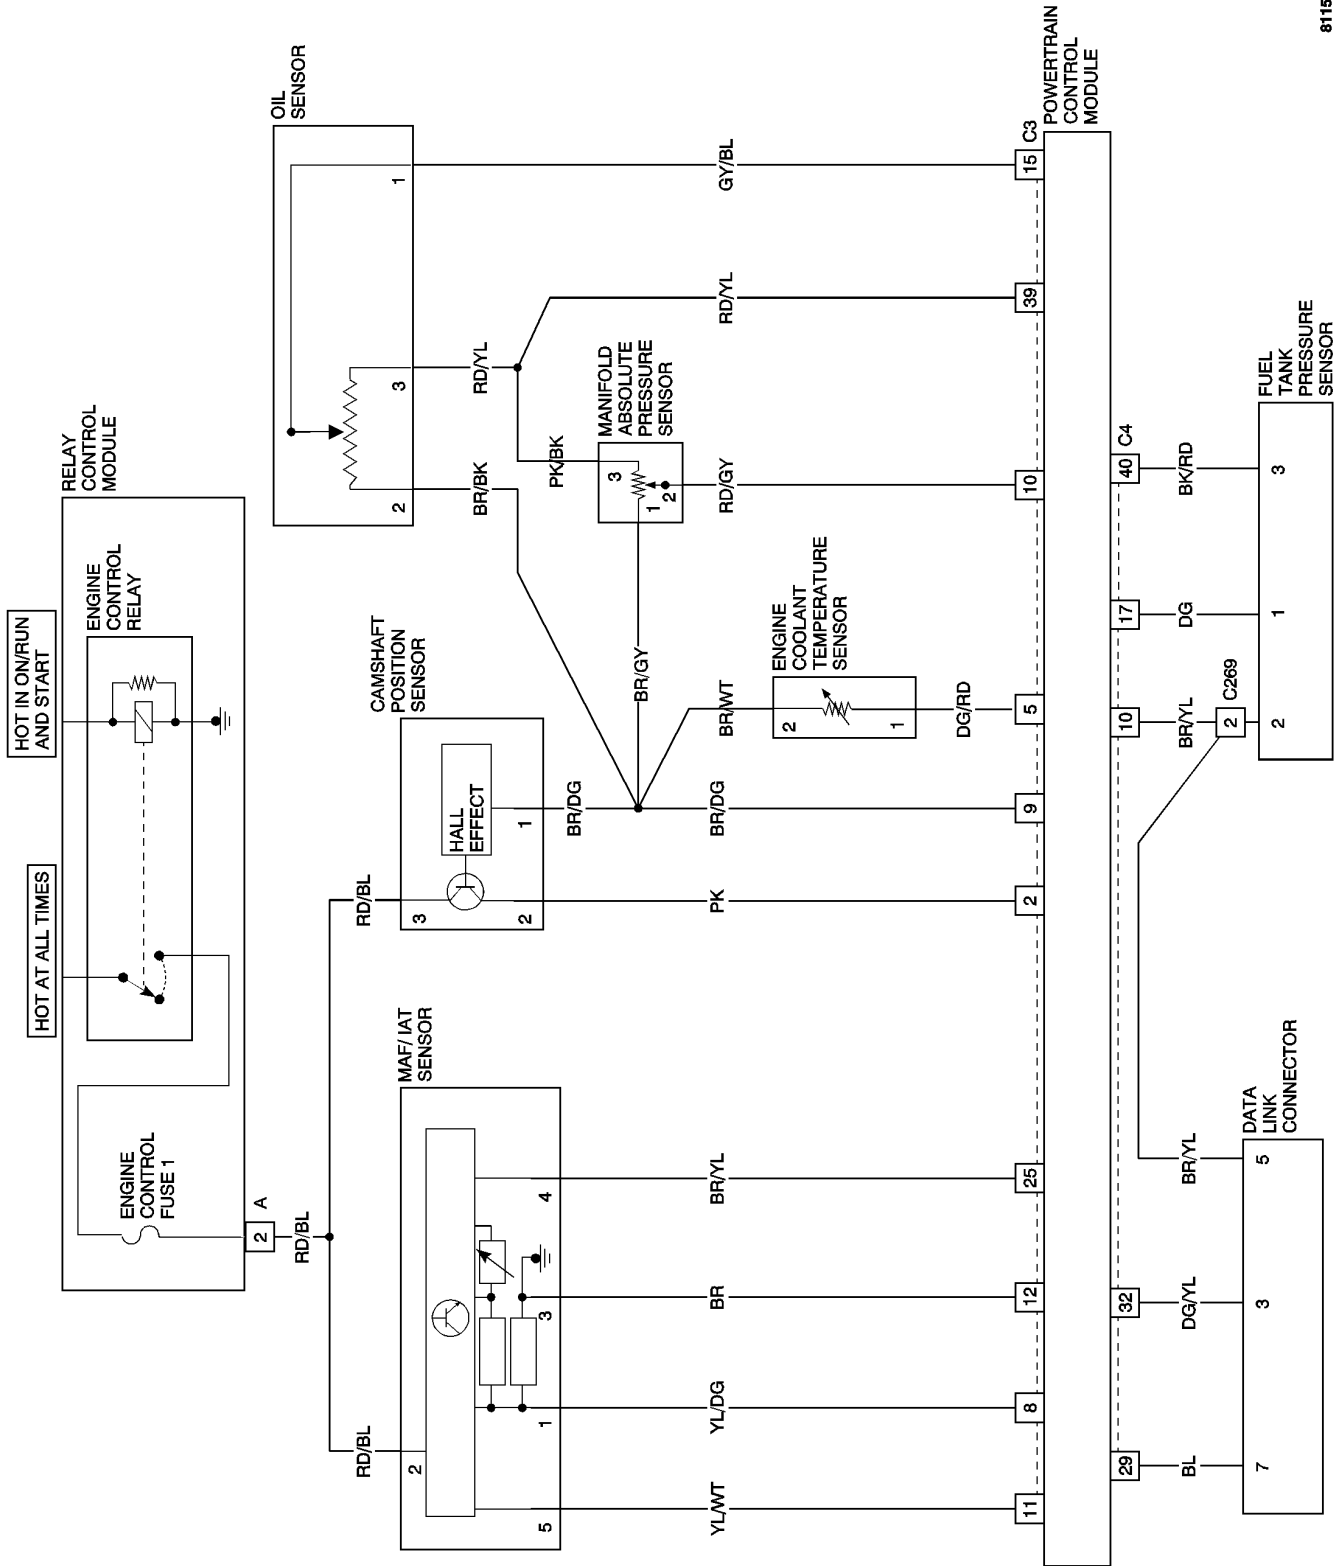 HOT AT ALL TIMES
HOT IN ON/RUN
AND START
RELAY
CONTROL
MODULE
ENGINE
CONTROL
RELAY
ENGINE
CONTROL
FUSE 1
2
A
RD/BL
OIL
SENSOR
2
3
1
RD/BL
RD/BL
CAMSHAFT
POSITION
SENSOR
MAF/ IAT
SENSOR
2
3
HALL
EFFECT
BR/BK
RD/YL
5
1
3
4
2
1
BR/DG
PK/BK
MANIFOLD
ABSOLUTE
PRESSURE
SENSOR
3
1
2
BR/GY
ENGINE
COOLANT
TEMPERATURE
SENSOR
2
1
YL/WT
YL/DG
BR
BR/YL
PK
BR/DG
BR/WT
RD/GY
RD/YL
GY/BL
DG/RD
11
8
12
25
2
9
5
10
39
15
C3
POWERTRAIN
CONTROL
MODULE
29
32
10
17
40
C4
BL
DG/YL
BR/YL
BR/YL
DG
BK/RD
2
C269
DATA
LINK
CONNECTOR
7
3
5
FUEL
TANK
PRESSURE
SENSOR
2
1
3
8115